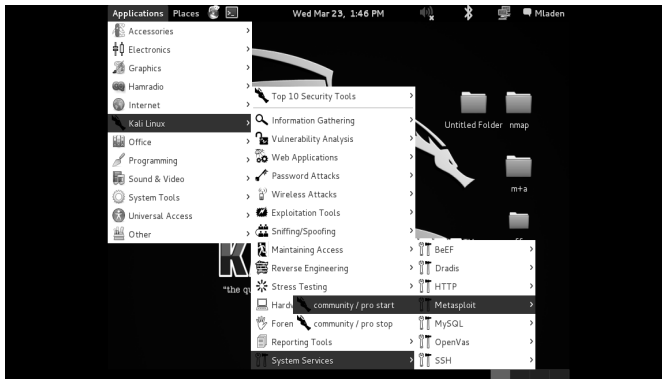 Applications Places Wed Mar 23, 1:46 PM Mladen
Accessories
Electronics
Graphics
Hamradio
Internet
Kali Linux
Office
Programming
Sound & Video
System Tools
Universal Access
Other
Top 10 Security Tools
Information Gathering
Vulnerability Analysis
Web Applications
Password Attacks
Wireless Attacks
Exploitation Tools
Sniffing/Spoofing
Maintaining Access
Reverse Engineering
Stress Testing
Hardw
Foren
Reporting Tools
System Services
community / pro start
community / pro stop
BeEF
Dradis
HTTP
Metasploit
MySQL
OpenVas
SSH
Untitled Folder nmap
m+a
KA
"the qu